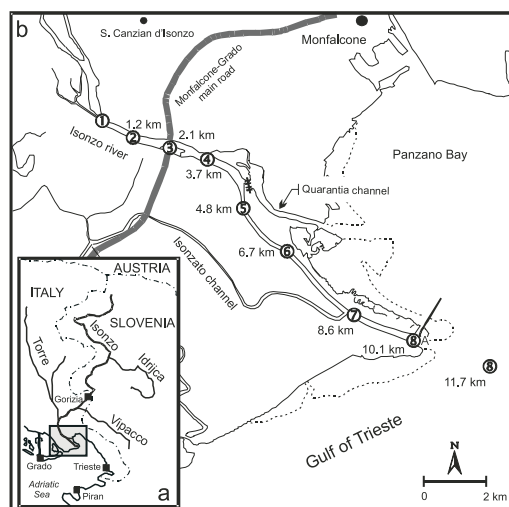 b
S. Canzian d'Isonzo
Monfalcone
Monfalcone-Grado
main road
1
1.2 km
2
Isonzo river
2.1 km
3
4
3.7 km
Panzano Bay
Quarantia channel
4.8 km
5
6.7 km
6
Isonzato channel
7
8.6 km
8
A
10.1 km
8
11.7 km
Gulf of Trieste
N
0
2 km
AUSTRIA
ITALY
SLOVENIA
Isonzo
Torre
Idrijca
Gorizia
Vipacco
Grado
Trieste
Adriatic
Sea
Piran
a